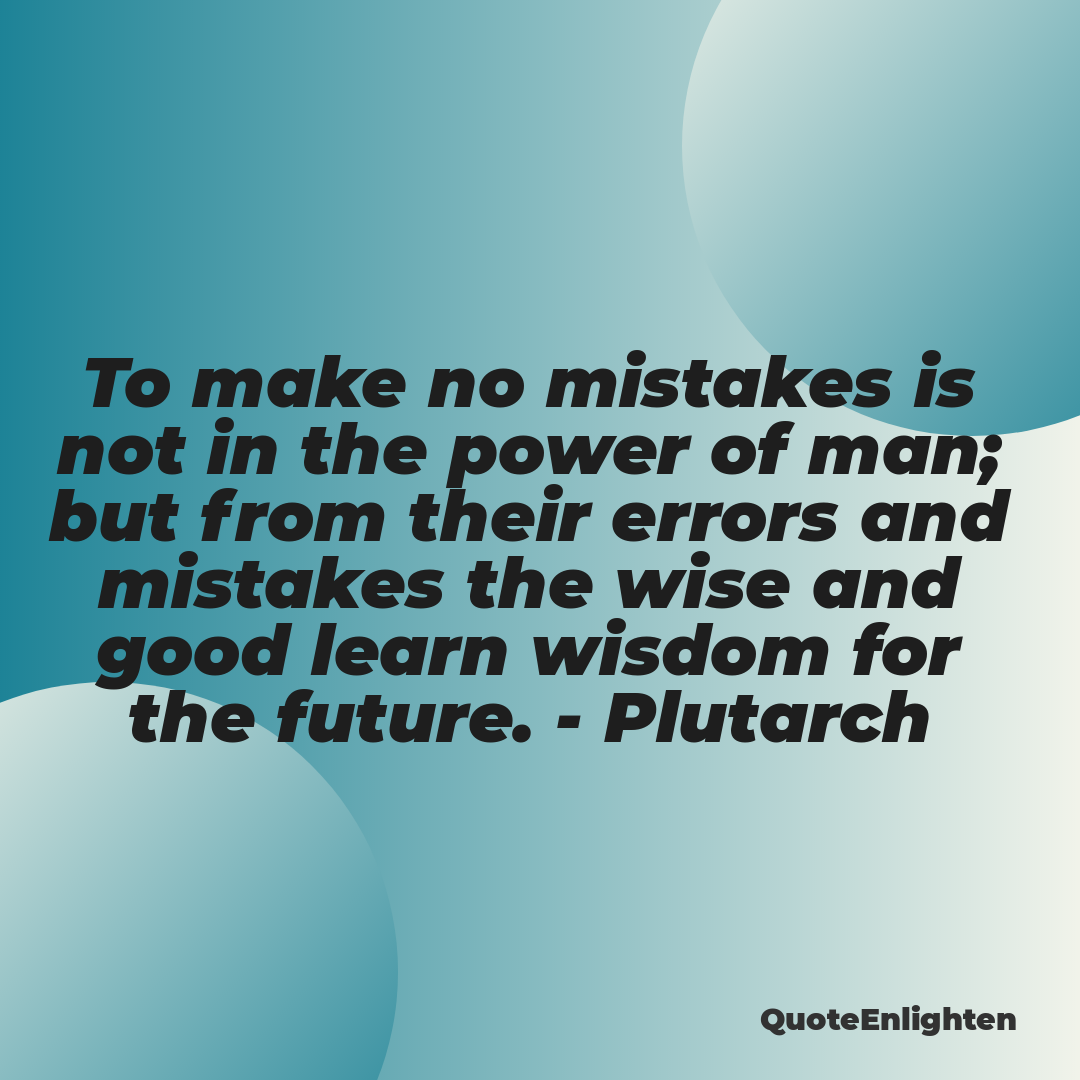 To make no mistakes is
not in the power of man;
but from their errors and
mistakes the wise and
good learn wisdom for
the future. - Plutarch
QuoteEnlighten